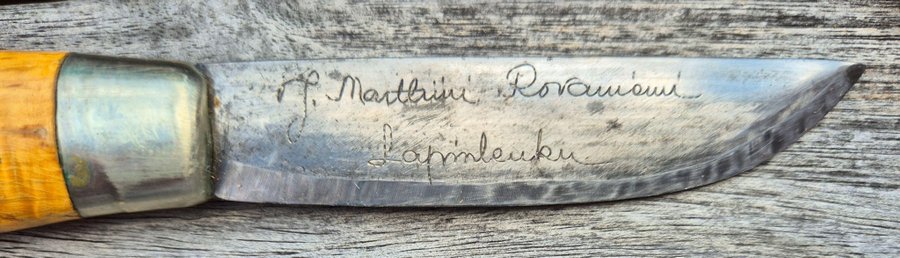 J. Marttiini Rovaniemi
Lapinleuku